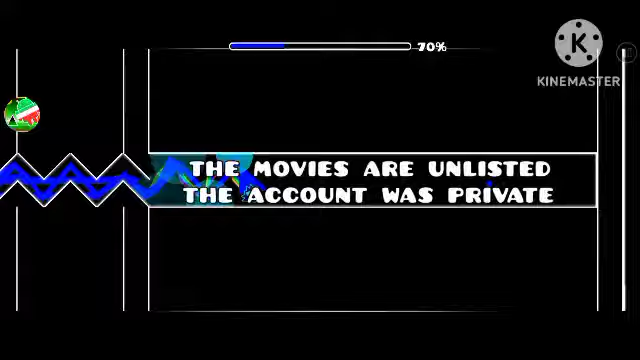 70%
K
KINEMASTER
THE MOVIES ARE UNLISTED
THE ACCOUNT WAS PRIVATE